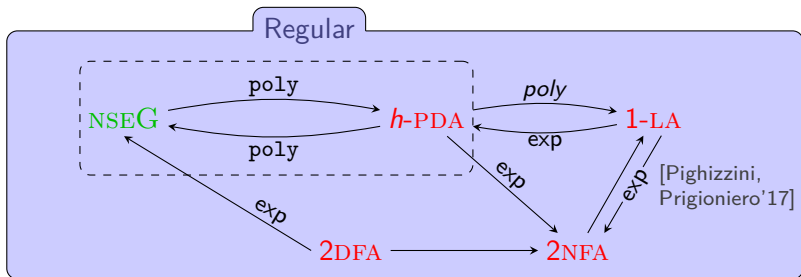 Regular
poly
poly
NSEG
h-PDA
1-LA
poly
exp
exp
exp
exp
[Pighizzini,
Prigioniero'17]
2DFA
2NFA